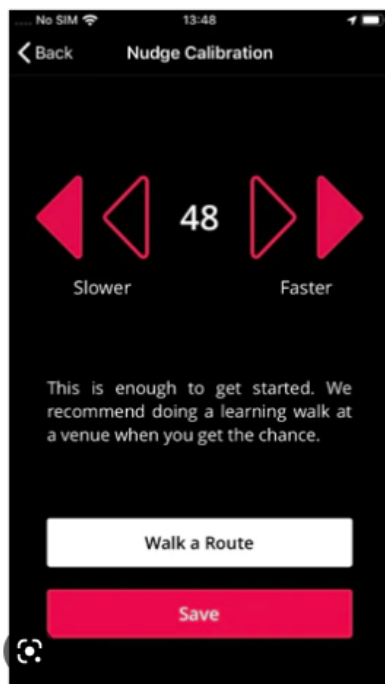 .... No SIM 13:48
Back Nudge Calibration
48
Slower Faster
This is enough to get started. We
recommend doing a learning walk at
a venue when you get the chance.
Walk a Route
Save